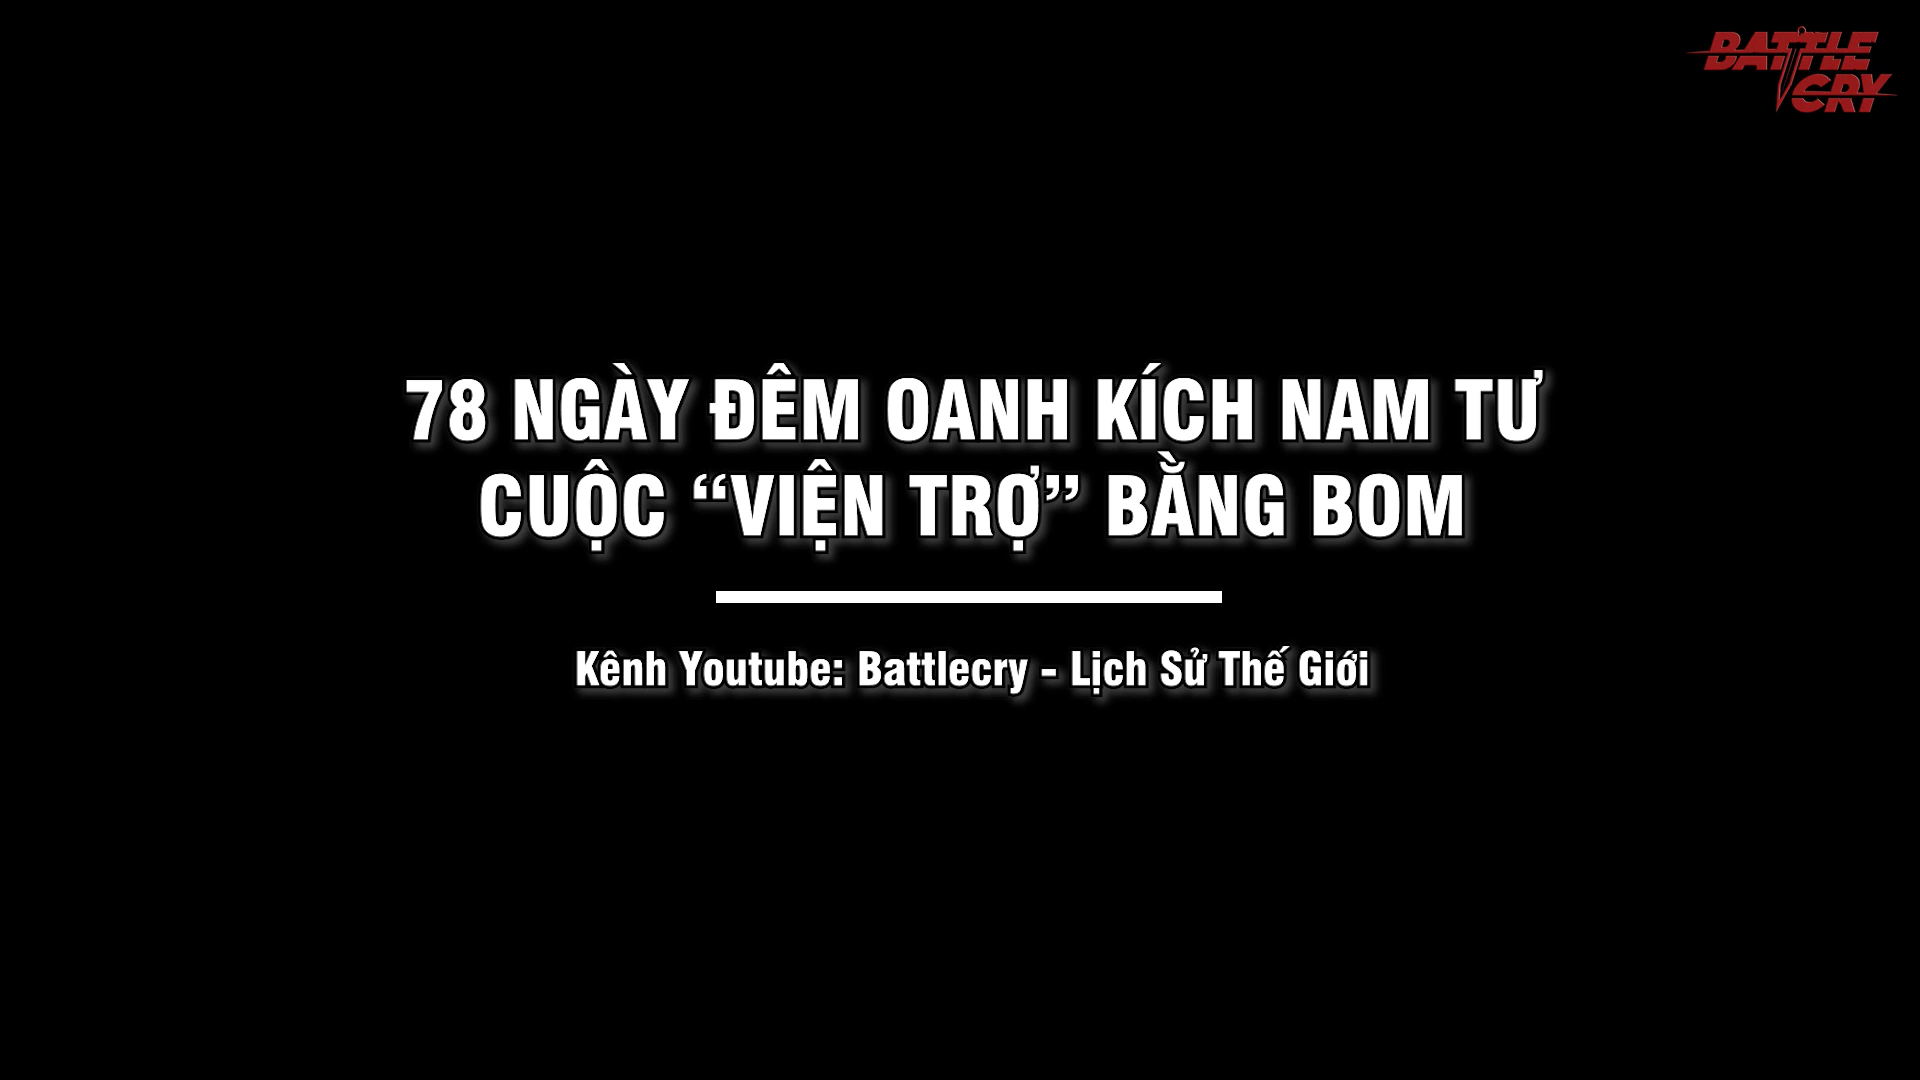 BATTLE
CRY
78 NGÀY ĐÊM OANH KÍCH NAM TƯ
CUỘC “VIỆN TRỢ” BẰNG BOM
Kênh Youtube: Battlecry - Lịch Sử Thế Giới